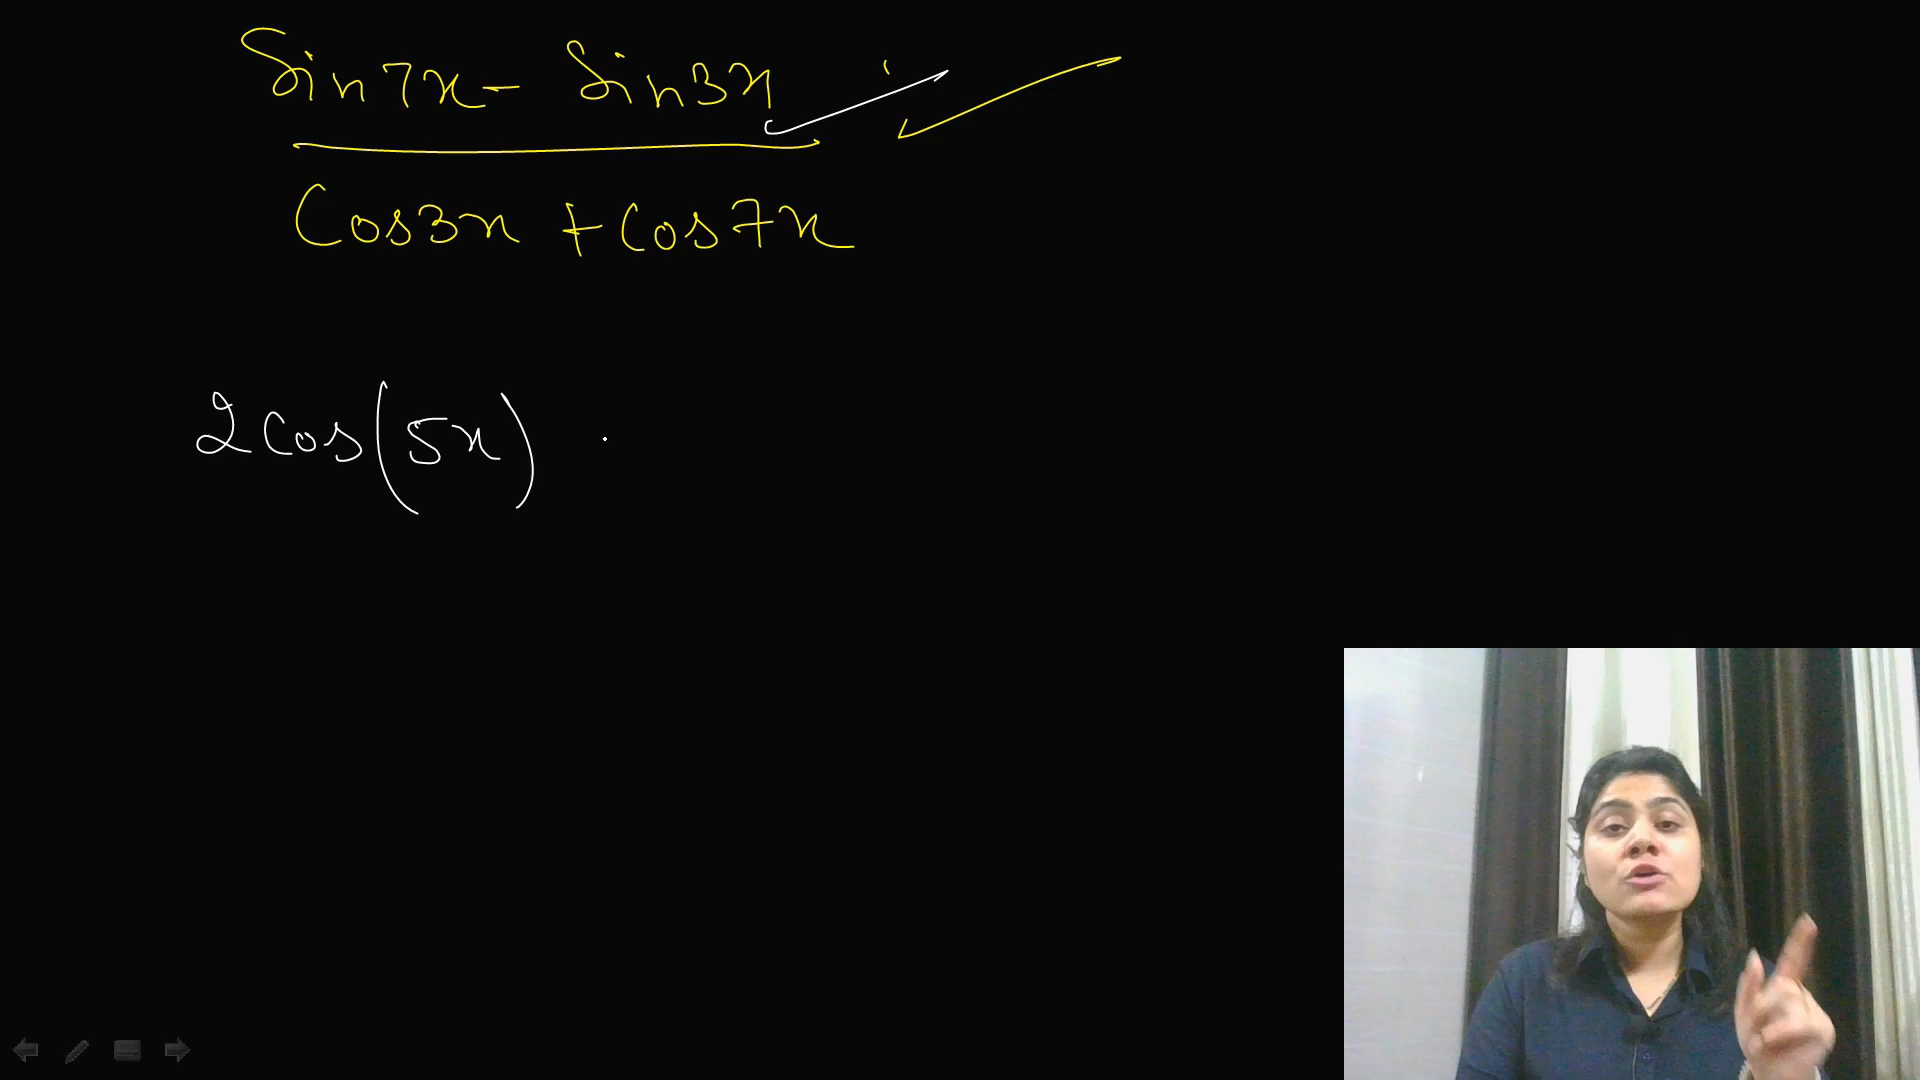 Sin7x - Sin3x
Cos3x + Cos7x
2Cos(5x) .